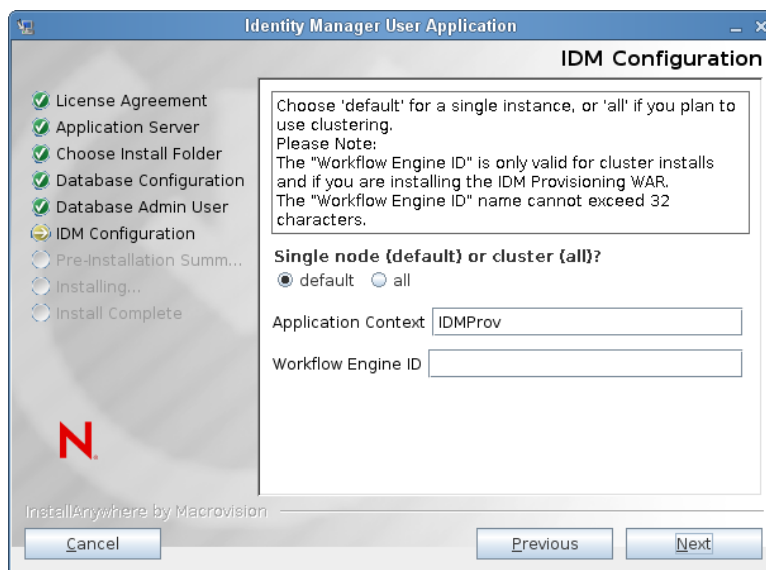 Identity Manager User Application
IDM Configuration
License Agreement
Application Server
Choose Install Folder
Database Configuration
Database Admin User
IDM Configuration
Pre-Installation Summ...
Installing...
Install Complete
N
Choose 'default' for a single instance, or 'all' if you plan to
use clustering.
Please Note:
The "Workflow Engine ID" is only valid for cluster installs
and if you are installing the IDM Provisioning WAR.
The "Workflow Engine ID" name cannot exceed 32
characters.
Single node (default) or cluster (all)?
default all
Application Context IDMProv
Workflow Engine ID
InstallAnywhere by Macrovision
Cancel Previous Next